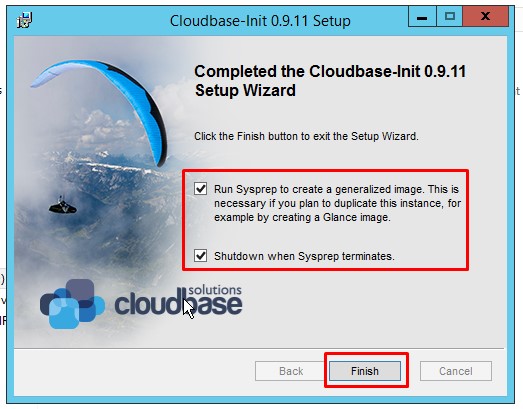 Cloudbase-Init 0.9.11 Setup
Completed the Cloudbase-Init 0.9.11
Setup Wizard
Click the Finish button to exit the Setup Wizard.
Run Sysprep to create a generalized image. This is
necessary if you plan to duplicate this instance, for
example by creating a Glance image.
Shutdown when Sysprep terminates.
solutions
cloudbase
Back
Finish
Cancel